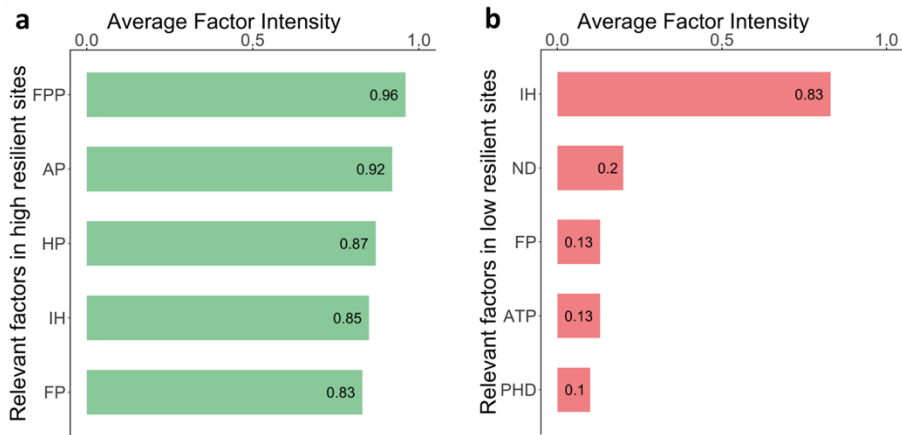 a
Average Factor Intensity
0.0 0.5 1.0
Relevant factors in high resilient sites
FPP 0.96
AP 0.92
HP 0.87
IH 0.85
FP 0.83
b
Average Factor Intensity
0.0 0.5 1.0
Relevant factors in low resilient sites
IH 0.83
ND 0.2
FP 0.13
ATP 0.13
PHD 0.1